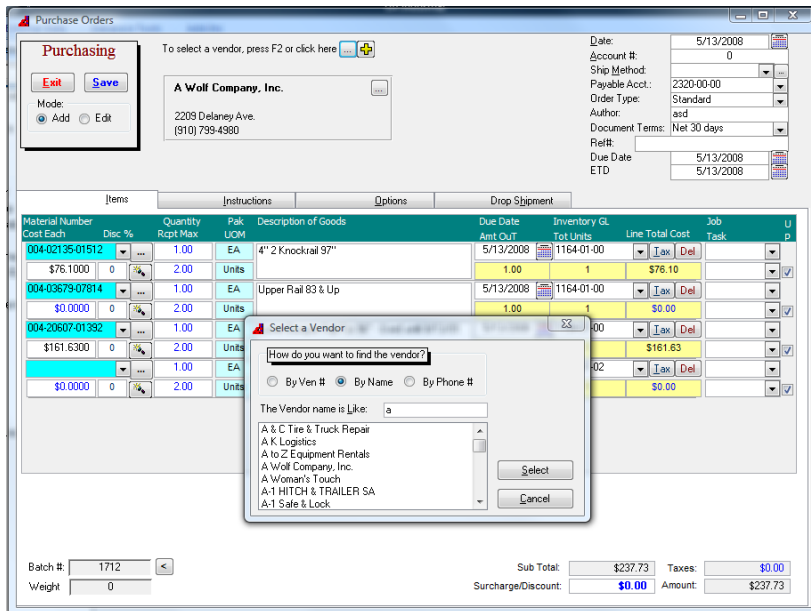 Purchase Orders
Purchasing
Exit Save
Mode:
Add Edit
To select a vendor, press F2 or click here ...
A Wolf Company, Inc. ...
2209 Delaney Ave.
(910) 799-4980
Date: 5/13/2008
Account #: 0
Ship Method: ...
Payable Acct.: 2320-00-00
Order Type: Standard
Author: asd
Document Terms: Net 30 days
Ref#:
Due Date 5/13/2008
ETD 5/13/2008
Items Instructions Options Drop Shipment
Material Number Quantity Pak Description of Goods Due Date Inventory GL Job U
Cost Each Disc % Rcpt Max UOM Amt OuT Tot Units Line Total Cost Task p
004-02135-01512 ... 1.00 EA 4" 2 Knockrail 97" 5/13/2008 1164-01-00 Tax Del
$76.1000 0 2.00 Units 1.00 1 $76.10
004-03679-07814 ... 1.00 EA Upper Rail 83 & Up 5/13/2008 1164-01-00 Tax Del
$0.0000 0 2.00 Units 1.00 1 $0.00
004-20607-01392 ... 1.00 EA -00 Tax Del
$161.6300 0 2.00 Units $161.63
... 1.00 EA -02 Tax Del
$0.0000 0 2.00 Units $0.00
Select a Vendor
How do you want to find the vendor?
By Ven # By Name By Phone #
The Vendor name is Like: a
A & C Tire & Truck Repair
A K Logistics
A to Z Equipment Rentals
A Wolf Company, Inc.
A Woman's Touch
A-1 HITCH & TRAILER SA
A-1 Safe & Lock
Select
Cancel
Batch #: 1712 <
Weight 0
Sub Total: $237.73 Taxes: $0.00
Surcharge/Discount: $0.00 Amount: $237.73